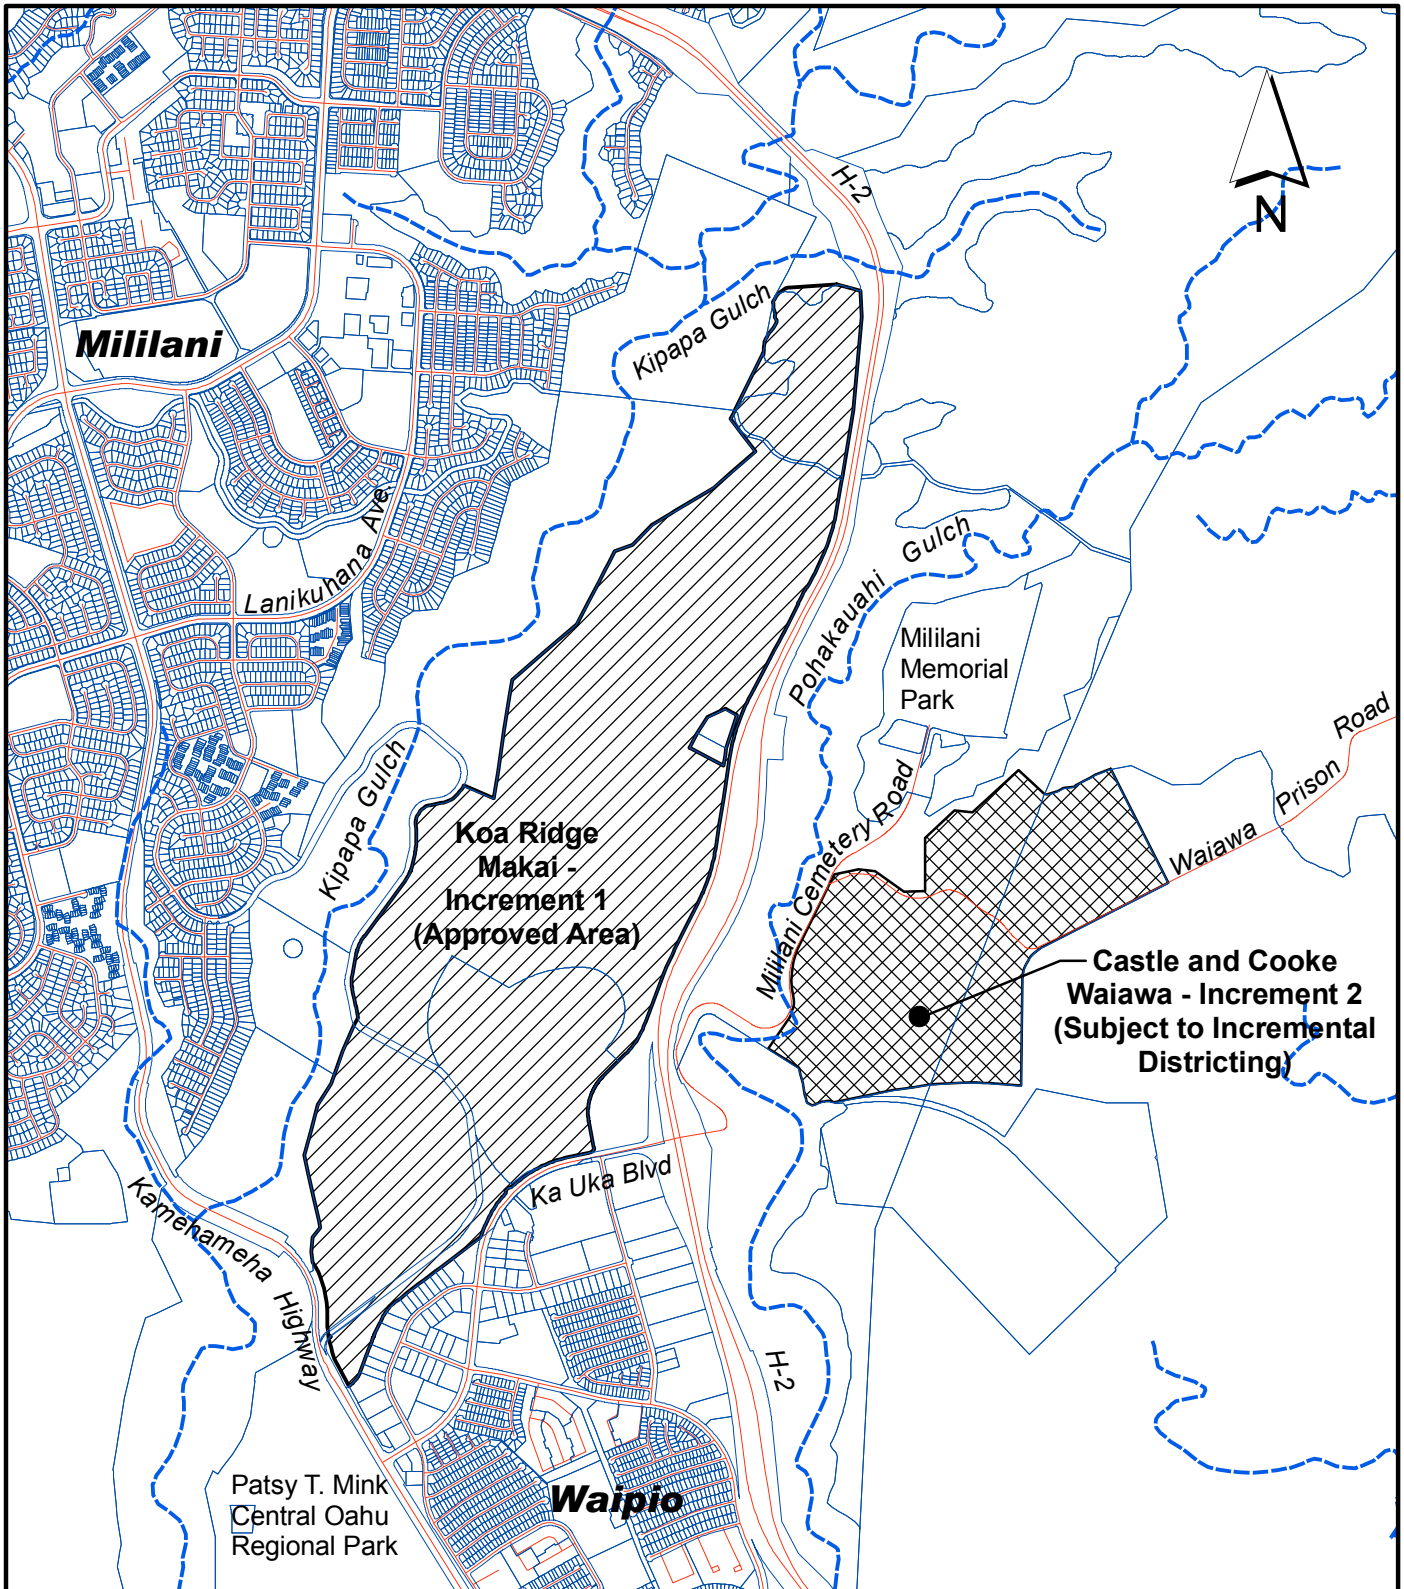 H-2
N
Kipapa Gulch
Mililani
Lanikuhana Ave.
Pohakauahi Gulch
Mililani
Memorial
Park
Waiawa Prison Road
Kipapa Gulch
Mililani Cemetery Road
Koa Ridge
Makai -
Increment 1
(Approved Area)
Castle and Cooke
Waiawa - Increment 2
(Subject to Incremental
Districting)
Ka Uka Blvd
Kamehameha Highway
H-2
Patsy T. Mink
Central Oahu
Regional Park
Waipio